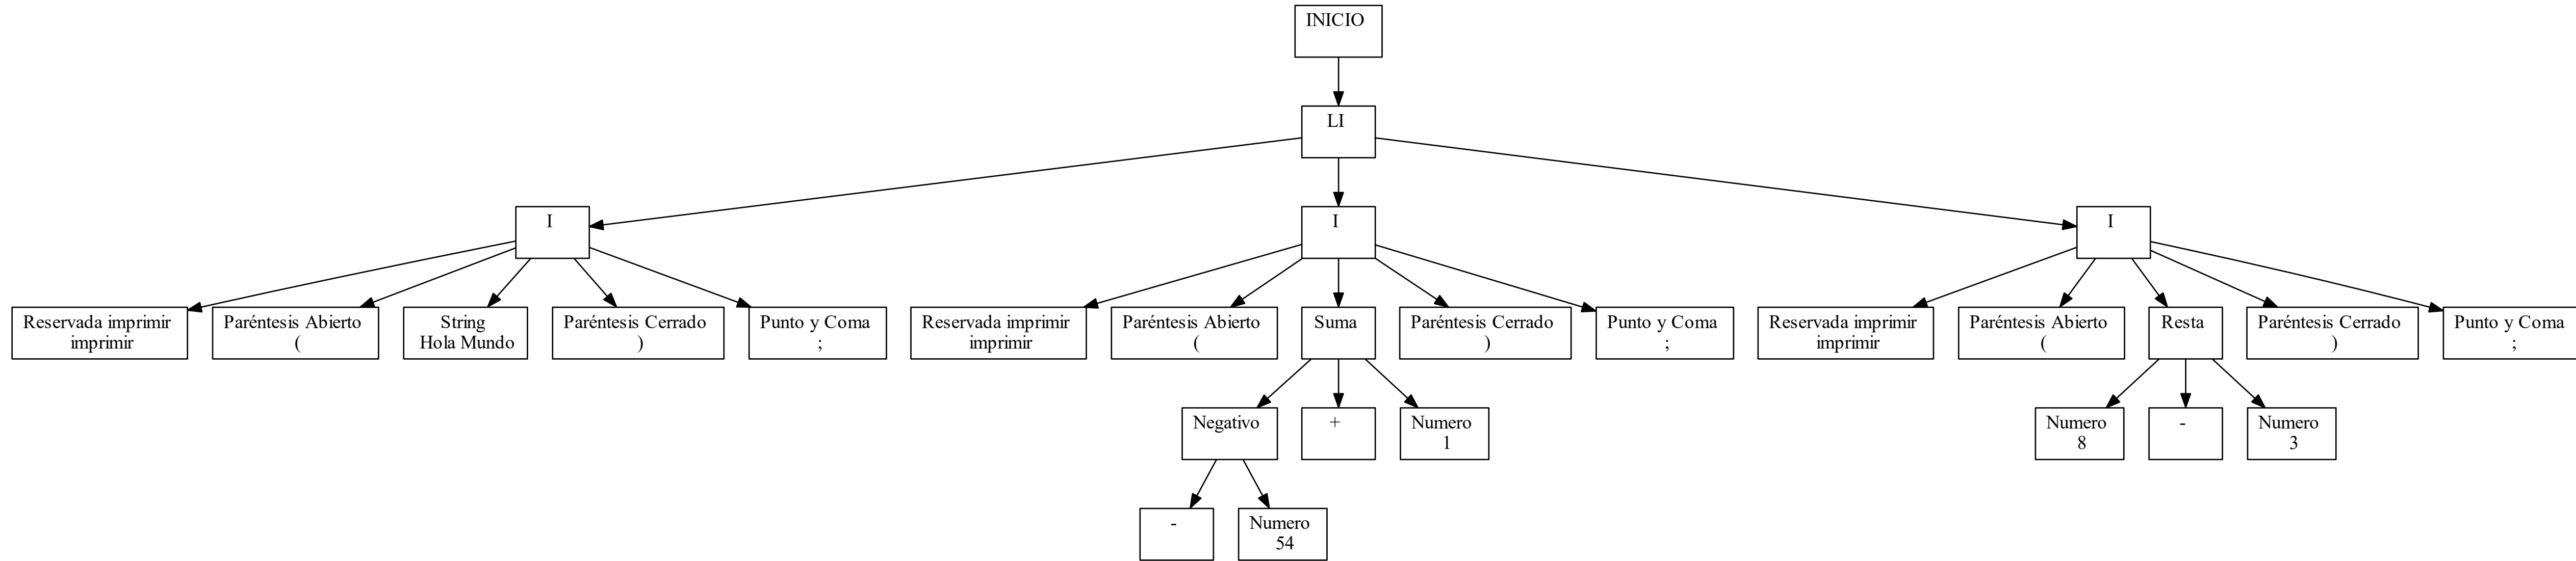 INICIO
LI
I
I
I
Reservada imprimir
imprimir
Paréntesis Abierto
(
String
Hola Mundo
Paréntesis Cerrado
)
Punto y Coma
;
Reservada imprimir
imprimir
Paréntesis Abierto
(
Suma
Paréntesis Cerrado
)
Punto y Coma
;
Reservada imprimir
imprimir
Paréntesis Abierto
(
Resta
Paréntesis Cerrado
)
Punto y Coma
;
Negativo
+
Numero
1
Numero
8
-
Numero
3
-
Numero
54